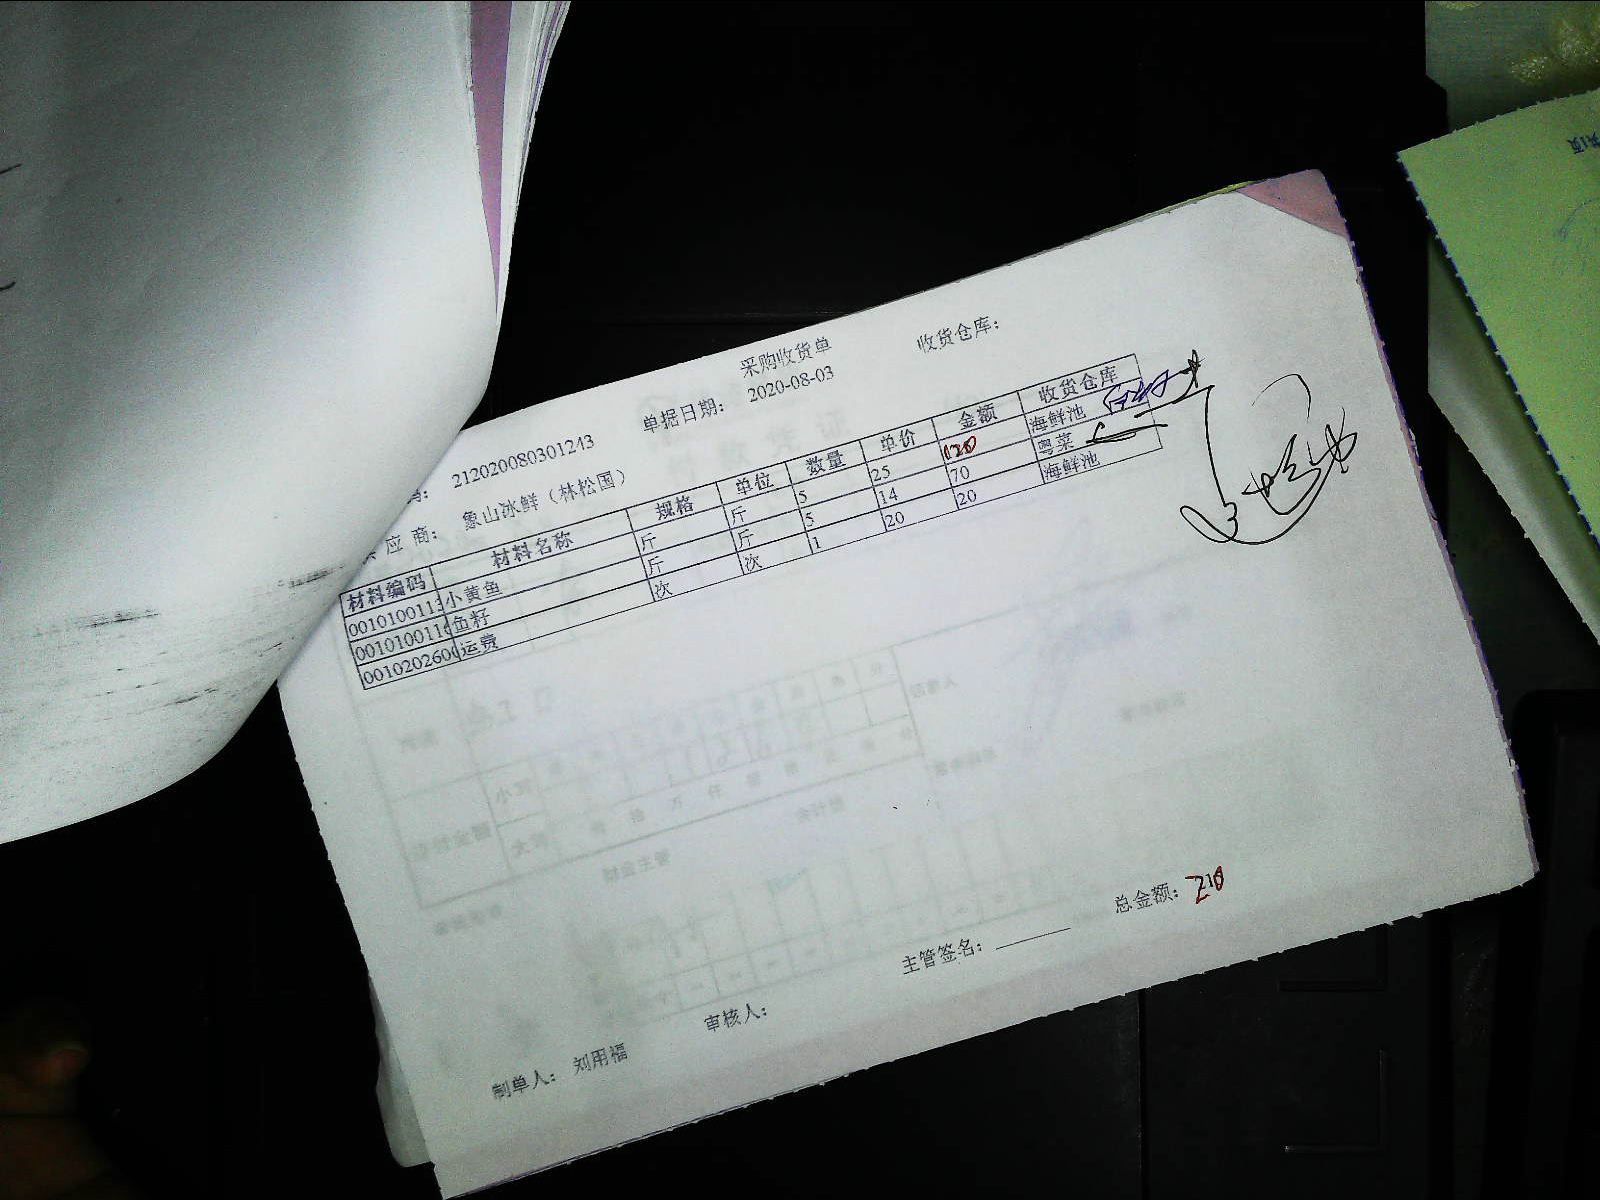 采购收货单
收货仓库：
212020080301243 单据日期： 2020-08-03
应商： 象山冰鲜（林松国）
材料编码 材料名称 规格 单位 数量 单价 金额 收货仓库
0010100113 小黄鱼 斤 斤 5 25 120 海鲜池
001010011 鱼籽 斤 斤 5 14 70 粤菜
0010202600 运费 次 次 1 20 20 海鲜池
总金额： 210
主管签名：
审核人：
制单人： 刘用福